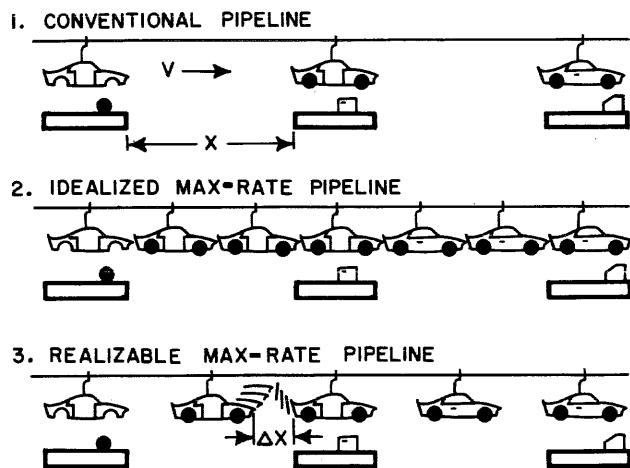 1. CONVENTIONAL PIPELINE
V
X
2. IDEALIZED MAX-RATE PIPELINE
3. REALIZABLE MAX-RATE PIPELINE
ΔX